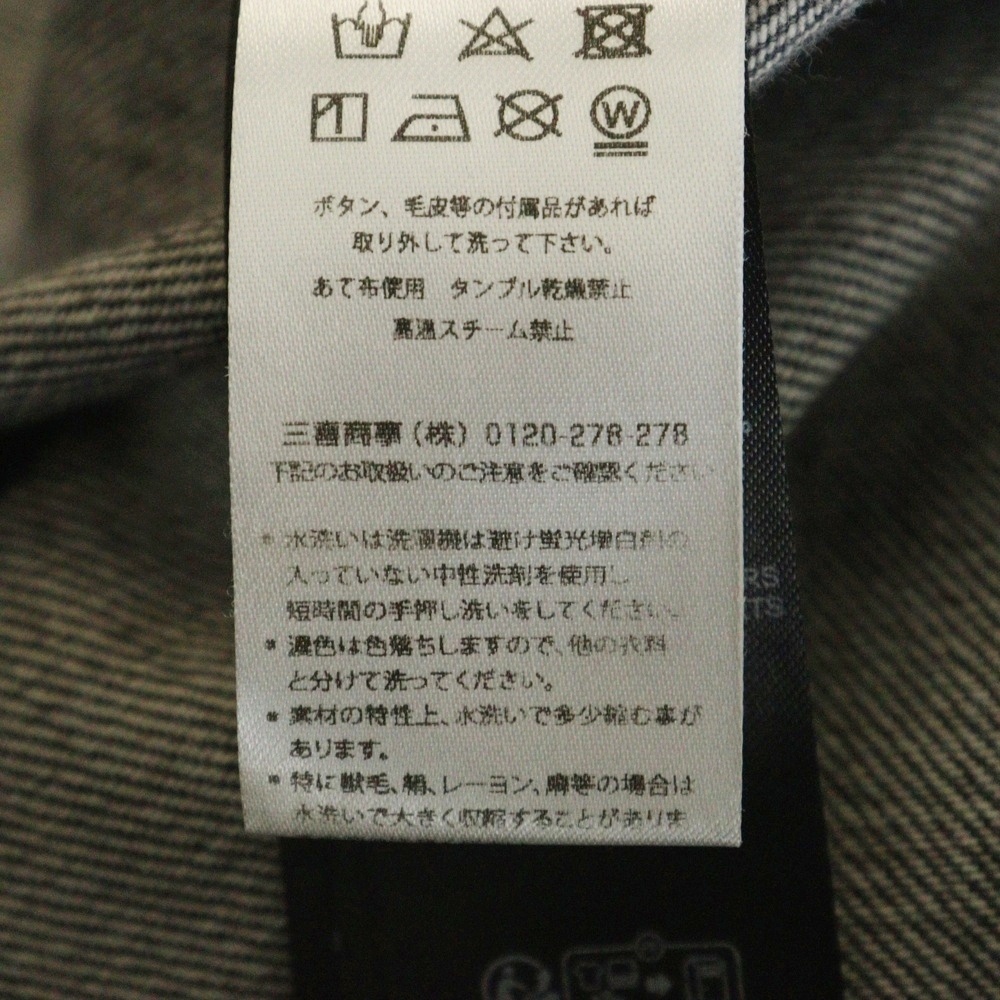 W
ボタン、毛皮等の付属品があれば
取り外して洗って下さい。
あて布使用 タンブル乾燥禁止
高温スチーム禁止
三喜商事(株) 0120-278-278
下記のお取扱いのご注意をご確認ください
* 水洗いは洗濯機は避け蛍光増白剤の
入っていない中性洗剤を使用し
短時間の手押し洗いをしてください。
* 濃色は色落ちしますので、他の衣料
と分けて洗ってください。
* 素材の特性上、水洗いで多少縮む事が
あります。
* 特に獣毛、絹、レーヨン、麻等の場合は
水洗いで大きく収縮することがありま